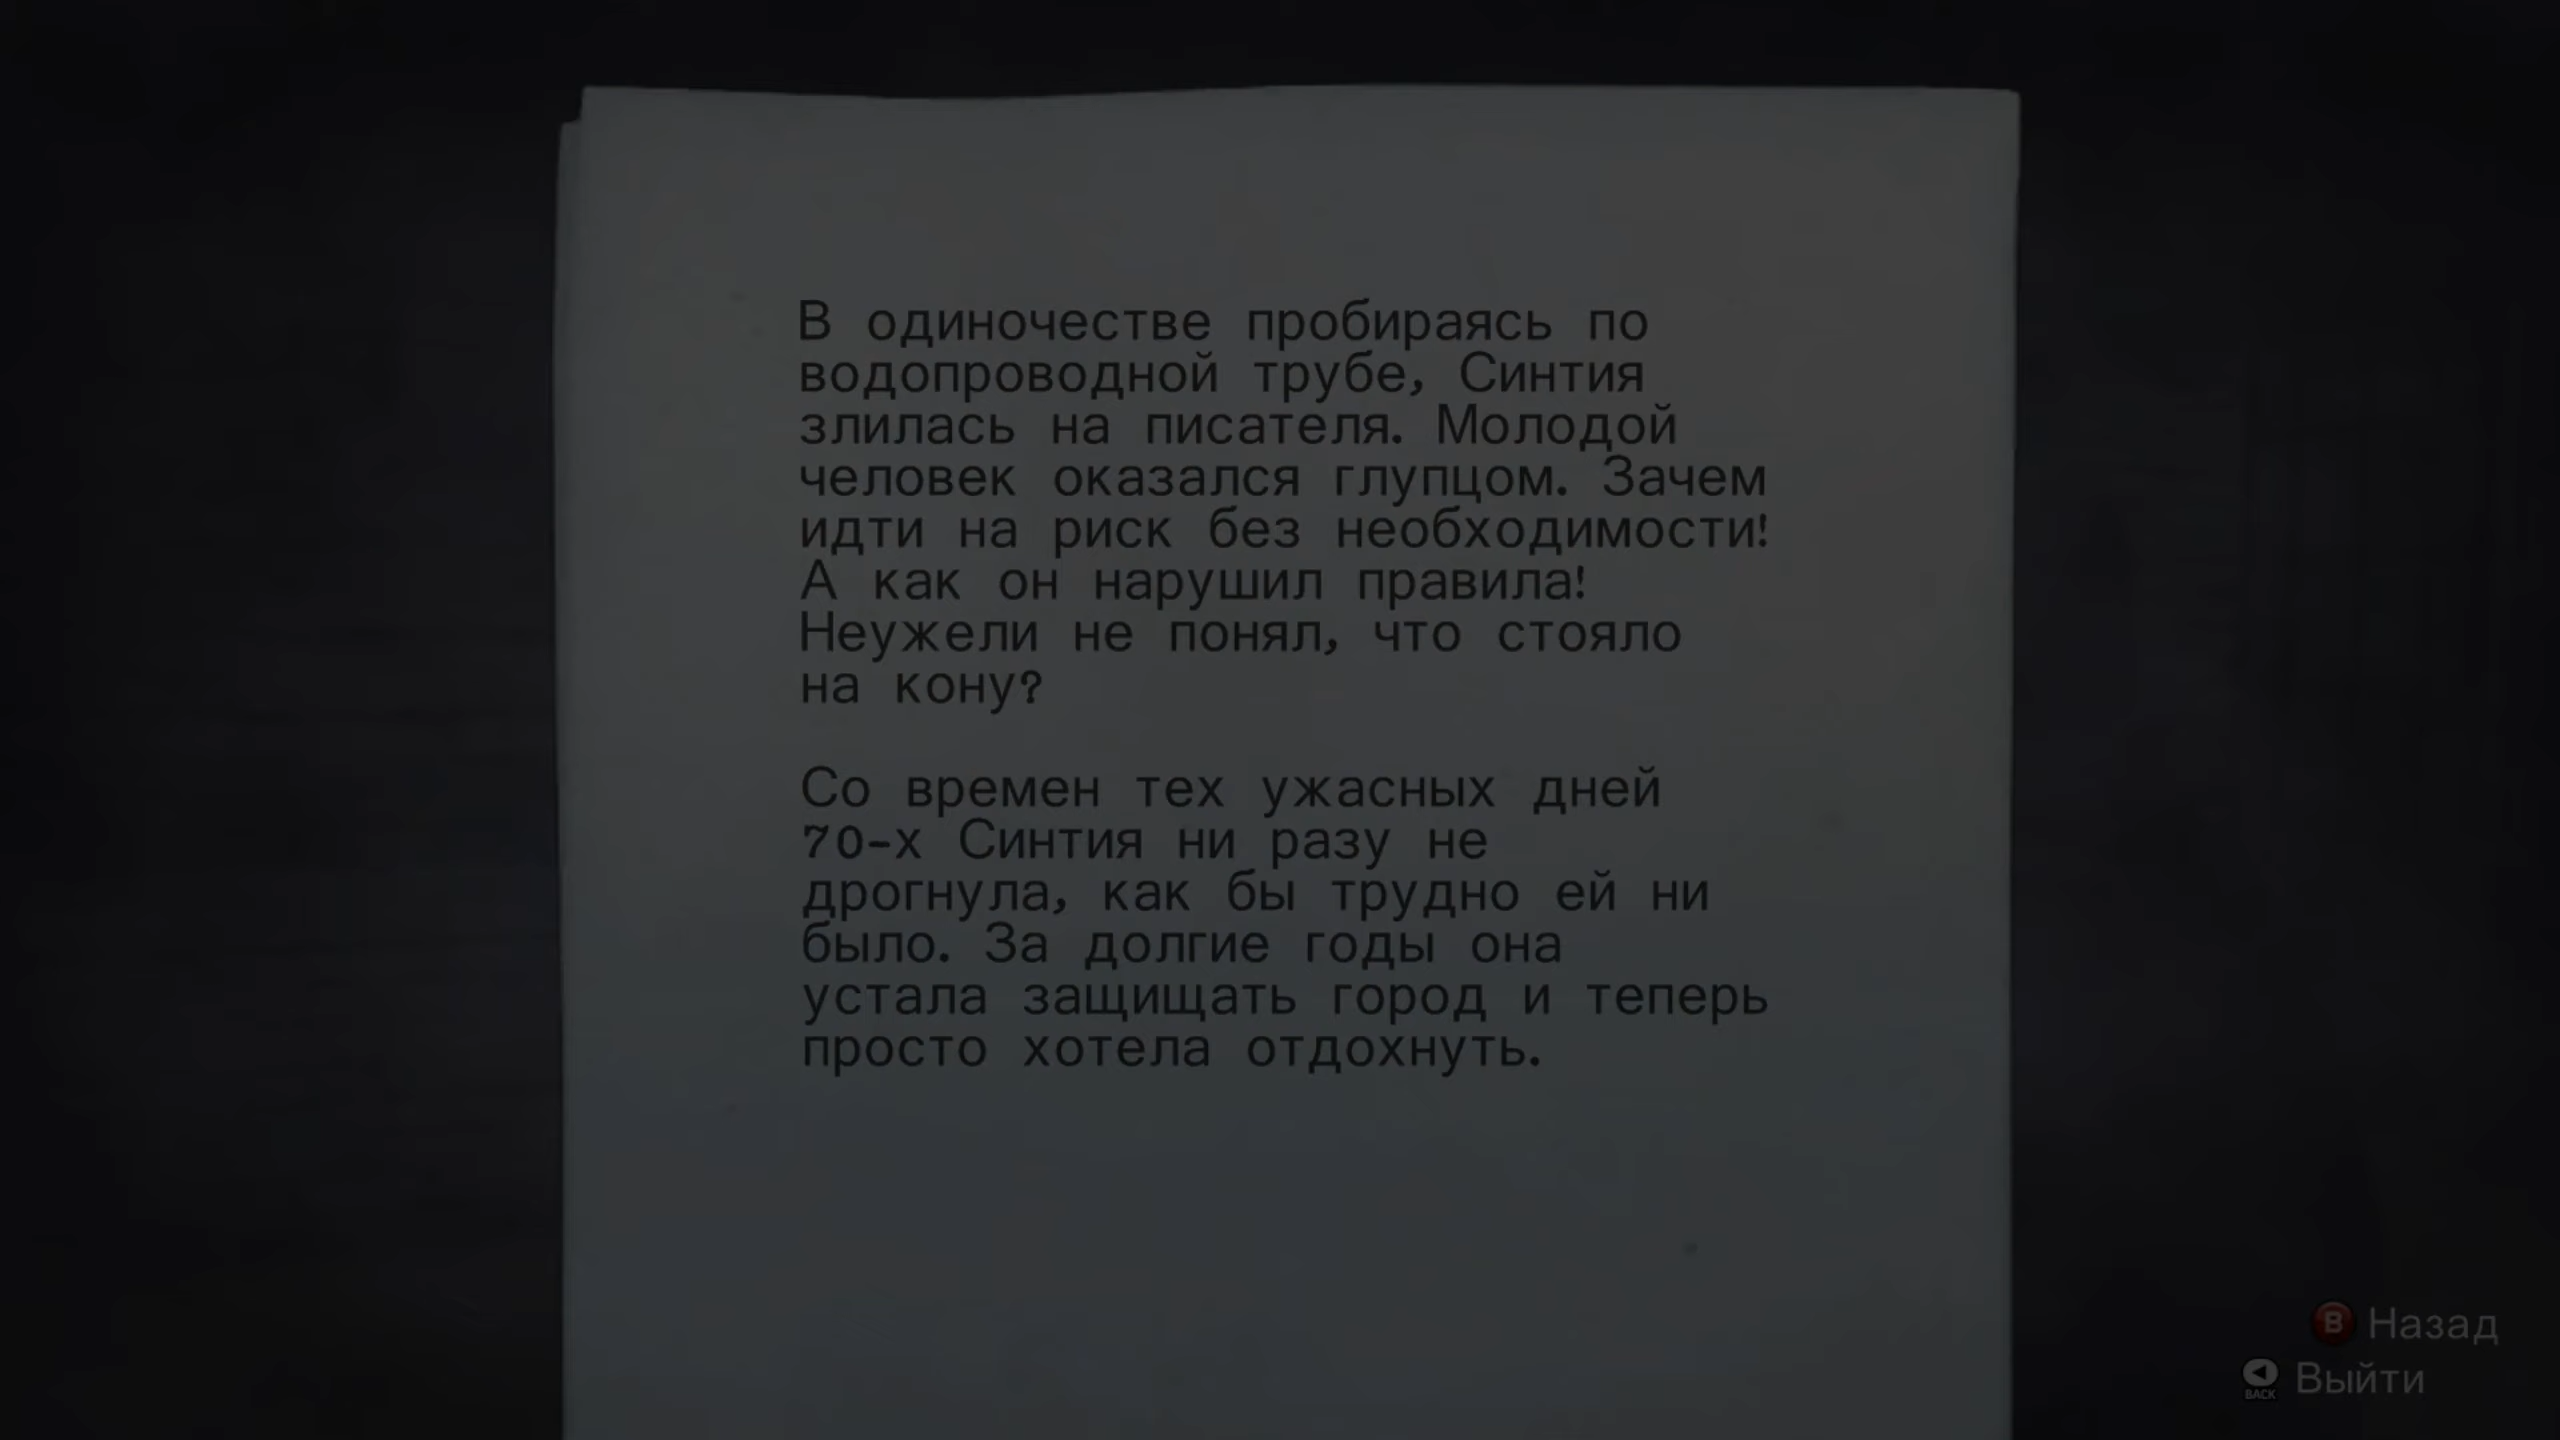 В одиночестве пробираясь по
водопроводной трубе, Синтия
злилась на писателя. Молодой
человек оказался глупцом. Зачем
идти на риск без необходимости!
А как он нарушил правила!
Неужели не понял, что стояло
на кону?
Со времен тех ужасных дней
70-х Синтия ни разу не
дрогнула, как бы трудно ей ни
было. За долгие годы она
устала защищать город и теперь
просто хотела отдохнуть.
B Назад
BACK Выйти